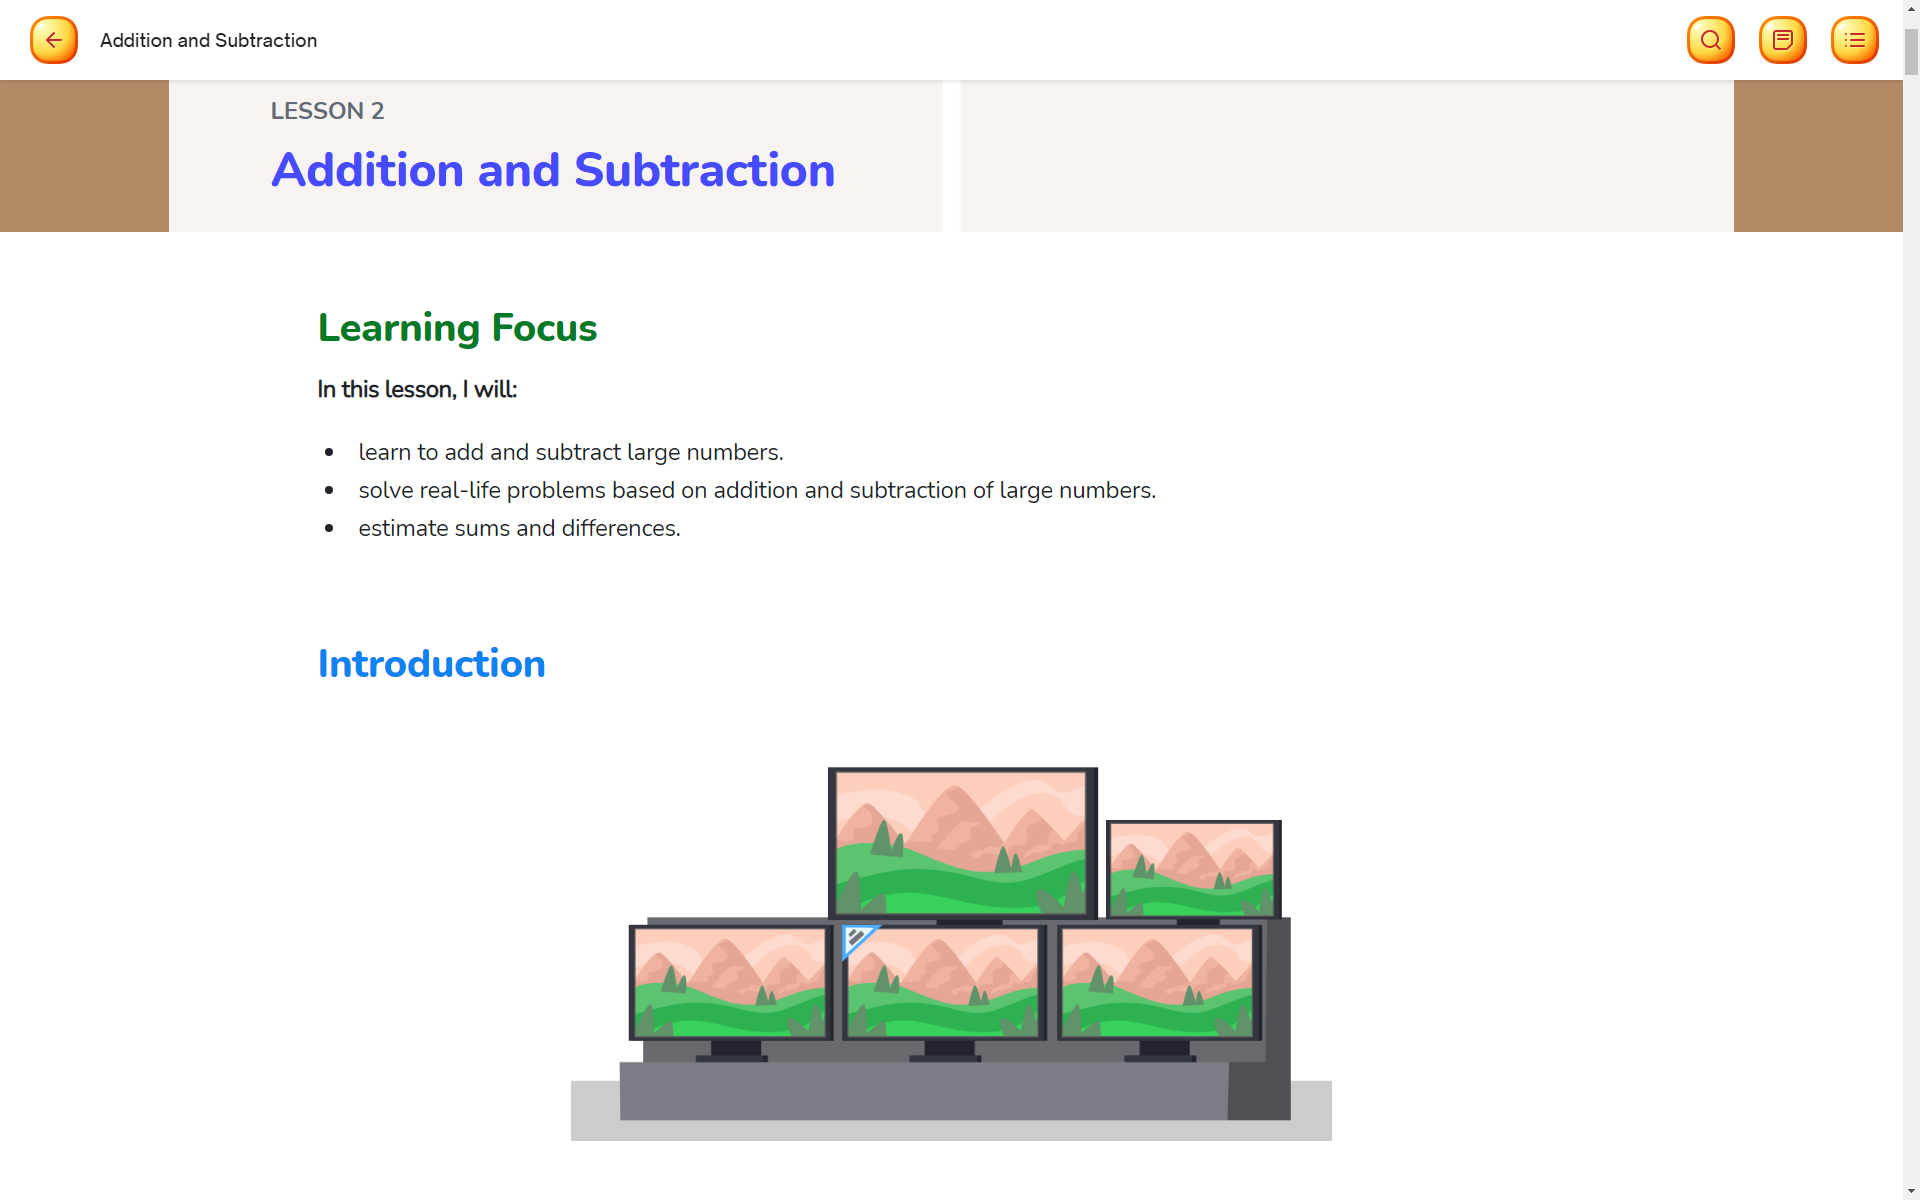 Addition and Subtraction
LESSON 2
Addition and Subtraction
Learning Focus
In this lesson, I will:
learn to add and subtract large numbers.
solve real-life problems based on addition and subtraction of large numbers.
estimate sums and differences.
Introduction